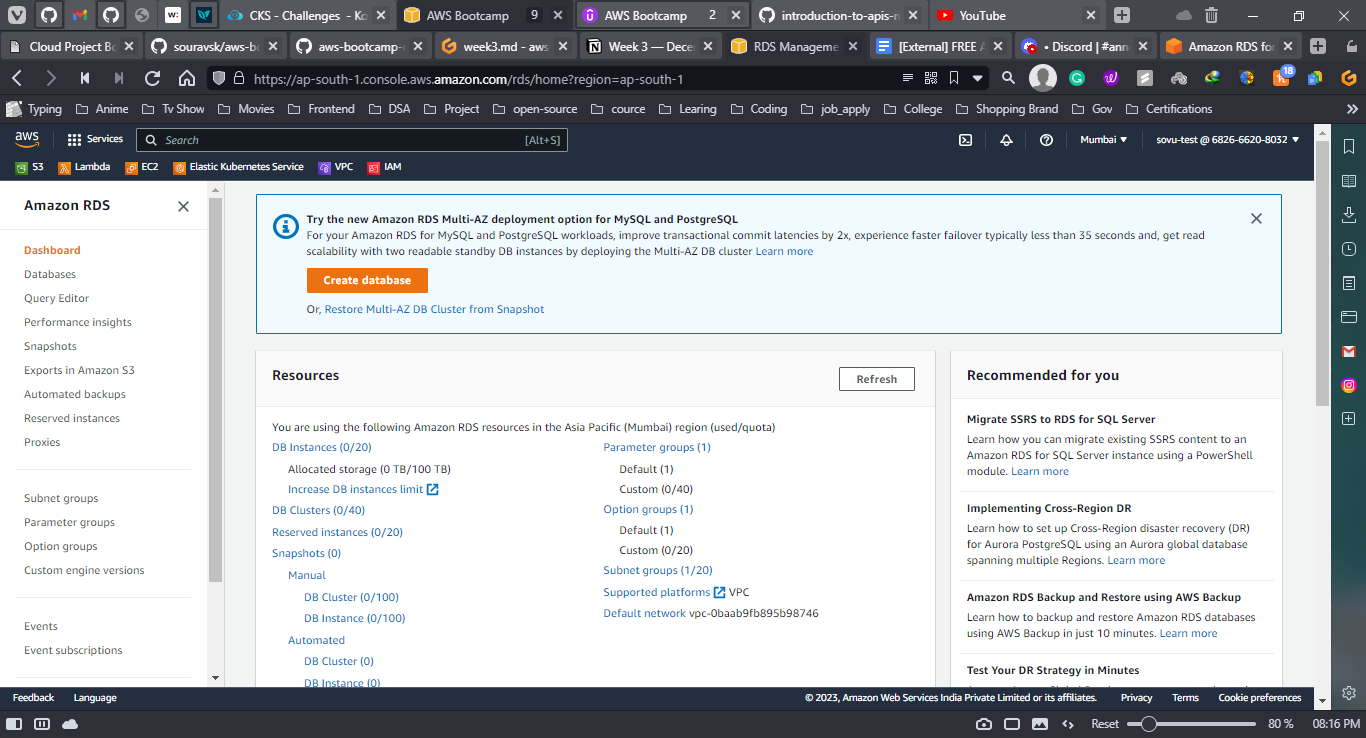 CKS - Challenges - Ko
AWS Bootcamp 9
AWS Bootcamp 2
introduction-to-apis-n
YouTube
Cloud Project Bo
souravsk/aws-bo
aws-bootcamp-
week3.md - aws
Week 3 — Dece
RDS Manageme
[External] FREE A
• Discord | #ann
Amazon RDS fo
https://ap-south-1.console.aws.amazon.com/rds/home?region=ap-south-1
18
Typing
Anime
Tv Show
Movies
Frontend
DSA
Project
open-source
cource
Learing
Coding
job_apply
College
Shopping Brand
Gov
Certifications
aws
Services
Search
[Alt+S]
Mumbai
sovu-test @ 6826-6620-8032
S3
Lambda
EC2
Elastic Kubernetes Service
VPC
IAM
Amazon RDS
Dashboard
Databases
Query Editor
Performance insights
Snapshots
Exports in Amazon S3
Automated backups
Reserved instances
Proxies
Subnet groups
Parameter groups
Option groups
Custom engine versions
Events
Event subscriptions
Try the new Amazon RDS Multi-AZ deployment option for MySQL and PostgreSQL
For your Amazon RDS for MySQL and PostgreSQL workloads, improve transactional commit latencies by 2x, experience faster failover typically less than 35 seconds and, get read
scalability with two readable standby DB instances by deploying the Multi-AZ DB cluster Learn more
Create database
Or, Restore Multi-AZ DB Cluster from Snapshot
Resources
Refresh
You are using the following Amazon RDS resources in the Asia Pacific (Mumbai) region (used/quota)
DB Instances (0/20)
Allocated storage (0 TB/100 TB)
Increase DB instances limit
DB Clusters (0/40)
Reserved instances (0/20)
Snapshots (0)
Manual
DB Cluster (0/100)
DB Instance (0/100)
Automated
DB Cluster (0)
DB Instance (0)
Parameter groups (1)
Default (1)
Custom (0/40)
Option groups (1)
Default (1)
Custom (0/20)
Subnet groups (1/20)
Supported platforms VPC
Default network vpc-0baab9fb895b98746
Recommended for you
Migrate SSRS to RDS for SQL Server
Learn how you can migrate existing SSRS content to an
Amazon RDS for SQL Server instance using a PowerShell
module. Learn more
Implementing Cross-Region DR
Learn how to set up Cross-Region disaster recovery (DR)
for Aurora PostgreSQL using an Aurora global database
spanning multiple Regions. Learn more
Amazon RDS Backup and Restore using AWS Backup
Learn how to backup and restore Amazon RDS databases
using AWS Backup in just 10 minutes. Learn more
Test Your DR Strategy in Minutes
Feedback
Language
© 2023, Amazon Web Services India Private Limited or its affiliates.
Privacy
Terms
Cookie preferences
Reset
80 %
08:16 PM